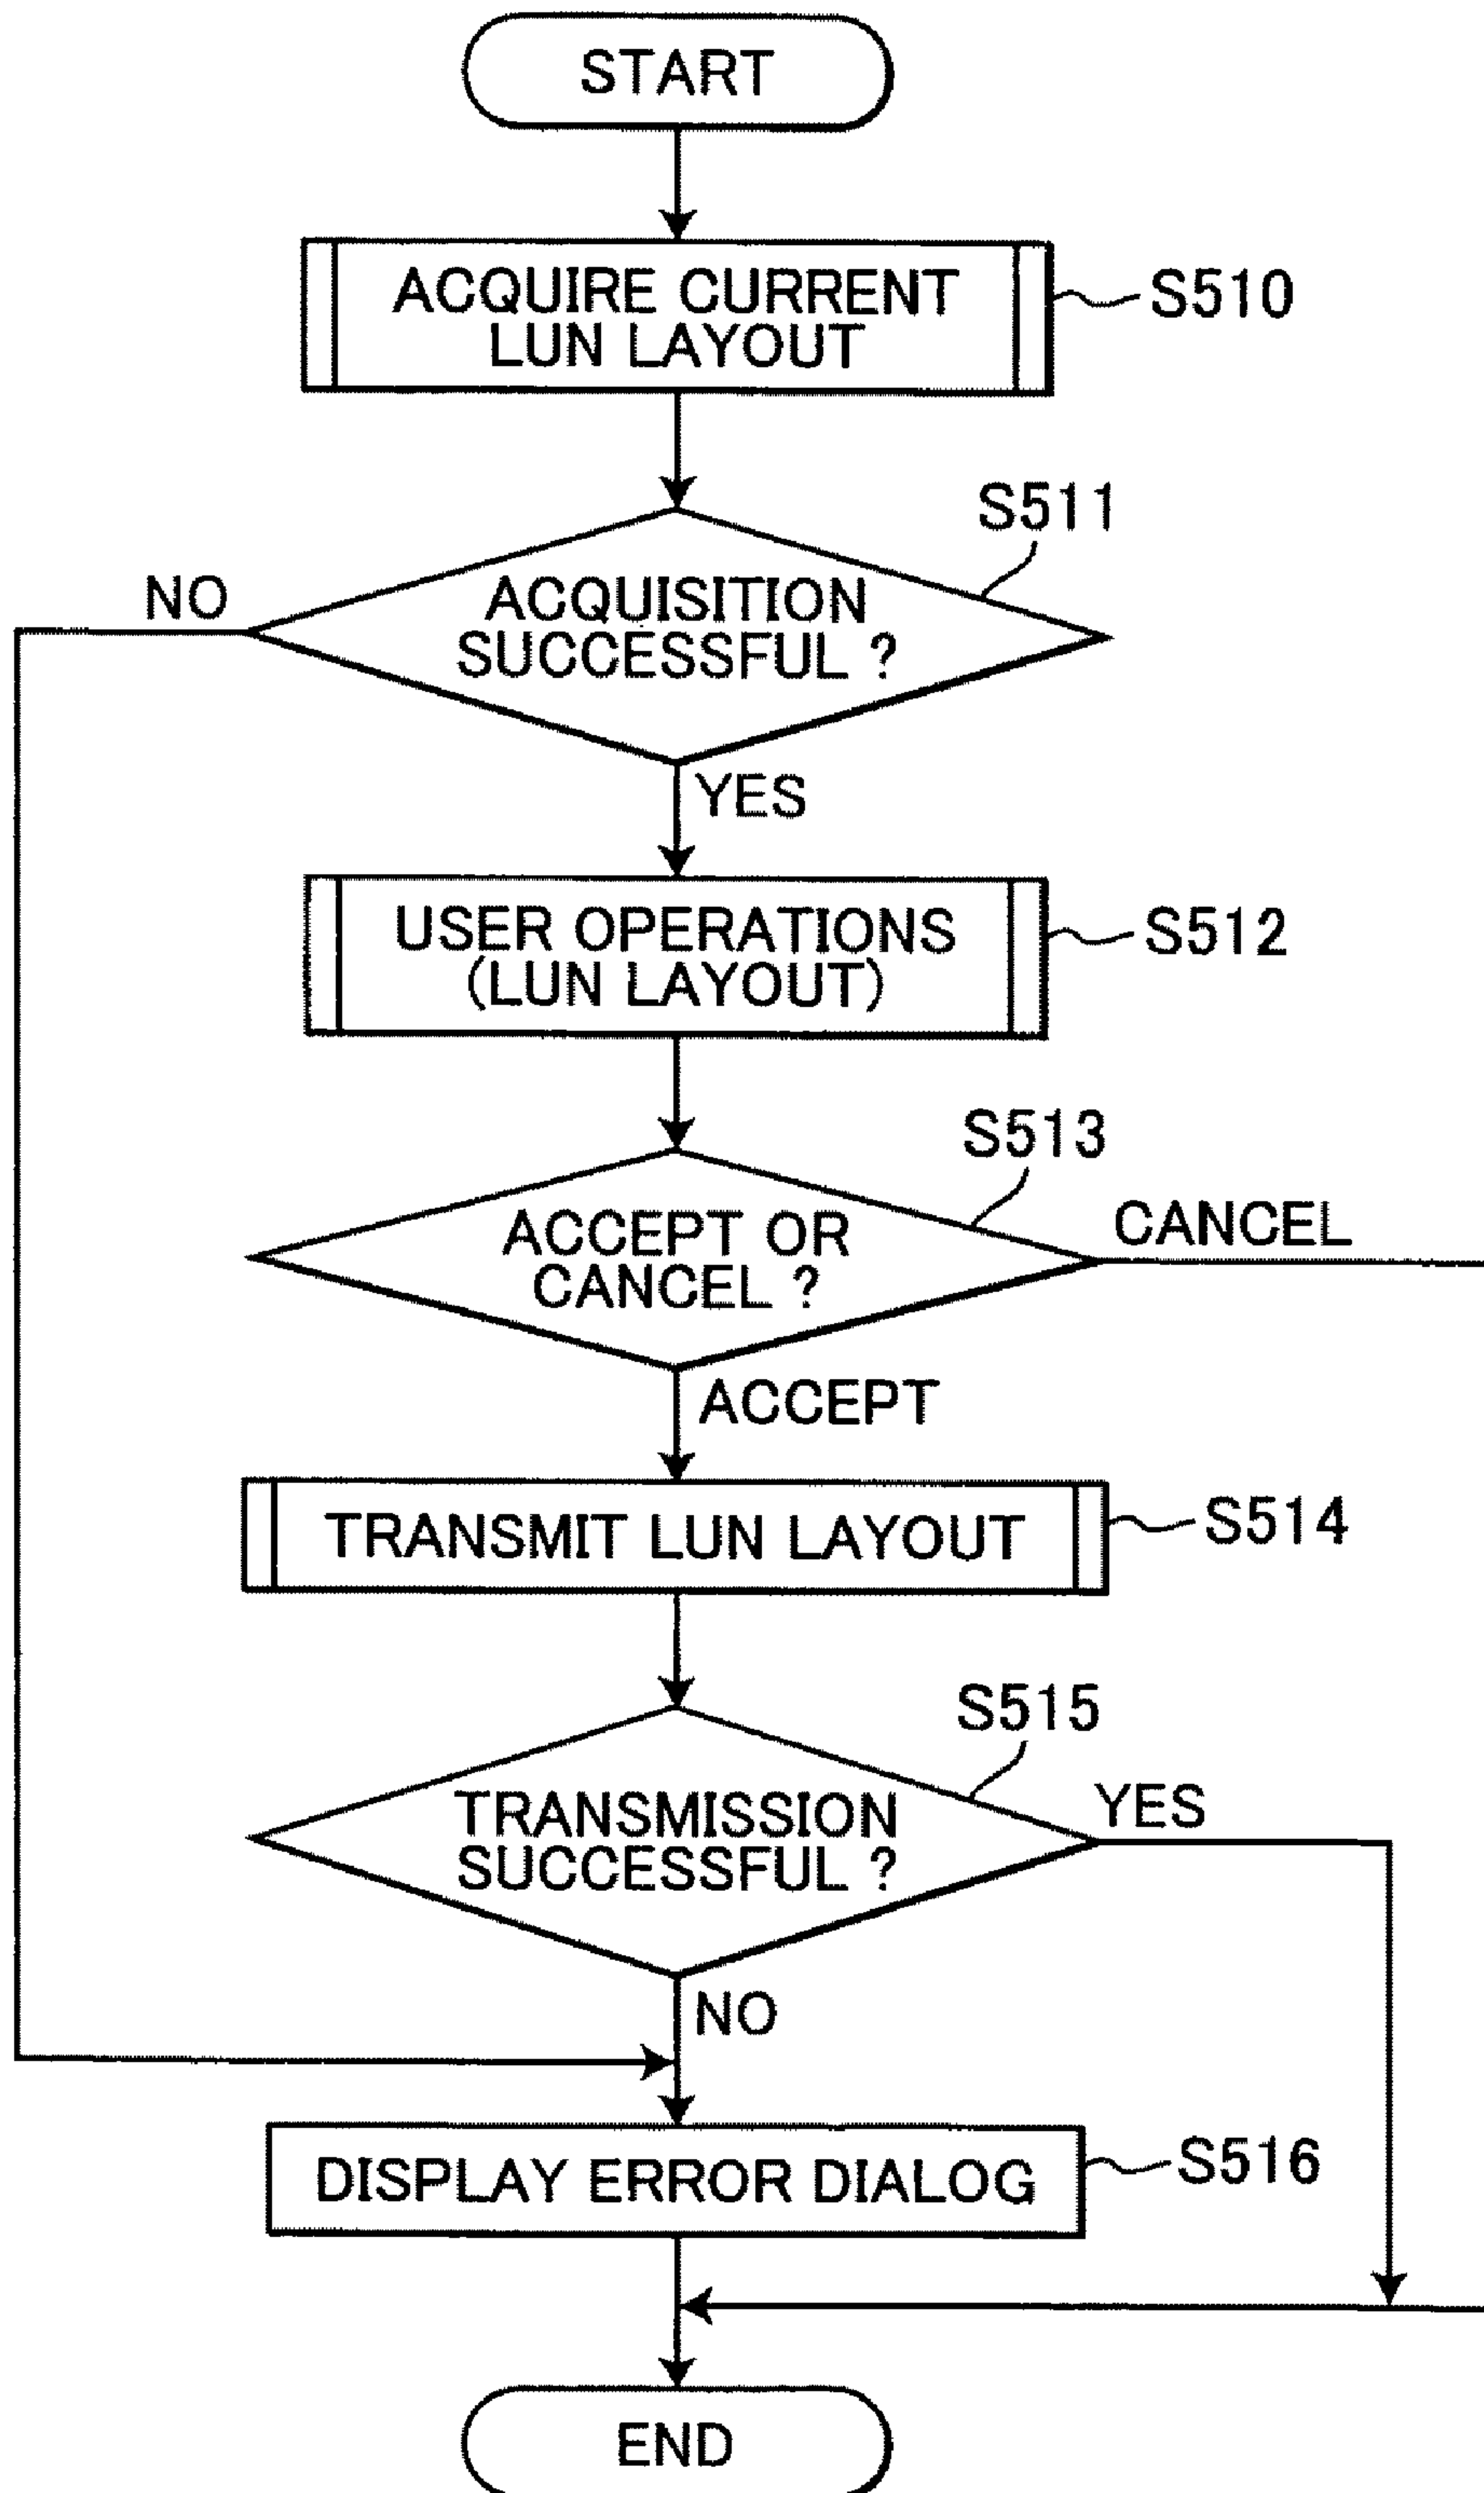 START
ACQUIRE CURRENT
LUN LAYOUT
S510
S511
NO
ACQUISITION
SUCCESSFUL ?
YES
USER OPERATIONS
(LUN LAYOUT)
S512
S513
ACCEPT OR
CANCEL ?
CANCEL
ACCEPT
TRANSMIT LUN LAYOUT
S514
S515
TRANSMISSION
SUCCESSFUL ?
YES
NO
DISPLAY ERROR DIALOG
S516
END